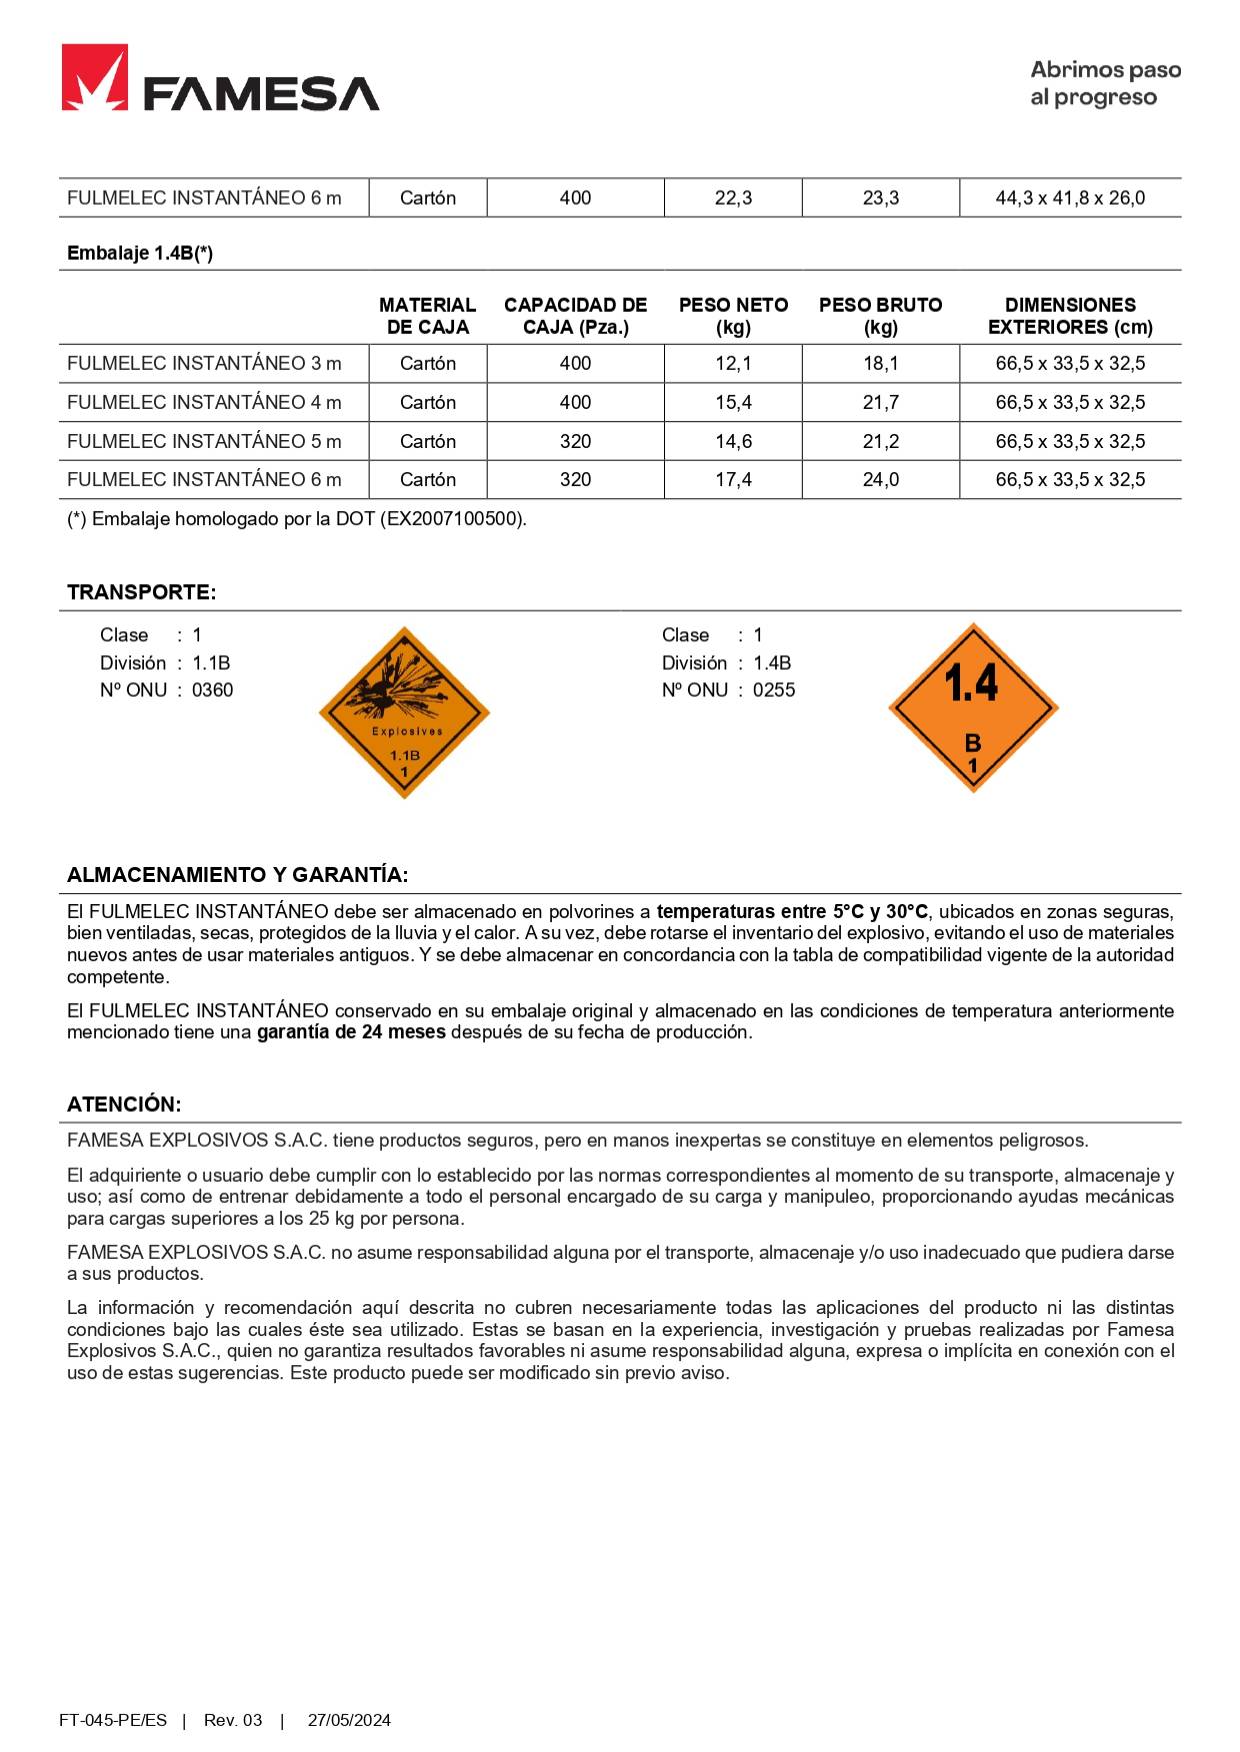 FAMESA
Abrimos paso
al progreso
FULMELEC INSTANTÁNEO 6 m Cartón 400 22,3 23,3 44,3 x 41,8 x 26,0
Embalaje 1.4B(*)
MATERIAL DE CAJA CAPACIDAD DE CAJA (Pza.) PESO NETO (kg) PESO BRUTO (kg) DIMENSIONES EXTERIORES (cm)
FULMELEC INSTANTÁNEO 3 m Cartón 400 12,1 18,1 66,5 x 33,5 x 32,5
FULMELEC INSTANTÁNEO 4 m Cartón 400 15,4 21,7 66,5 x 33,5 x 32,5
FULMELEC INSTANTÁNEO 5 m Cartón 320 14,6 21,2 66,5 x 33,5 x 32,5
FULMELEC INSTANTÁNEO 6 m Cartón 320 17,4 24,0 66,5 x 33,5 x 32,5
(*) Embalaje homologado por la DOT (EX2007100500).
TRANSPORTE:
Clase : 1
División : 1.1B
Nº ONU : 0360
Explosives
1.1B
1
Clase : 1
División : 1.4B
Nº ONU : 0255
1.4
B
1
ALMACENAMIENTO Y GARANTÍA:
El FULMELEC INSTANTÁNEO debe ser almacenado en polvorines a temperaturas entre 5°C y 30°C, ubicados en zonas seguras,
bien ventiladas, secas, protegidos de la lluvia y el calor. A su vez, debe rotarse el inventario del explosivo, evitando el uso de materiales
nuevos antes de usar materiales antiguos. Y se debe almacenar en concordancia con la tabla de compatibilidad vigente de la autoridad
competente.
El FULMELEC INSTANTÁNEO conservado en su embalaje original y almacenado en las condiciones de temperatura anteriormente
mencionado tiene una garantía de 24 meses después de su fecha de producción.
ATENCIÓN:
FAMESA EXPLOSIVOS S.A.C. tiene productos seguros, pero en manos inexpertas se constituye en elementos peligrosos.
El adquiriente o usuario debe cumplir con lo establecido por las normas correspondientes al momento de su transporte, almacenaje y
uso; así como de entrenar debidamente a todo el personal encargado de su carga y manipuleo, proporcionando ayudas mecánicas
para cargas superiores a los 25 kg por persona.
FAMESA EXPLOSIVOS S.A.C. no asume responsabilidad alguna por el transporte, almacenaje y/o uso inadecuado que pudiera darse
a sus productos.
La información y recomendación aquí descrita no cubren necesariamente todas las aplicaciones del producto ni las distintas
condiciones bajo las cuales éste sea utilizado. Estas se basan en la experiencia, investigación y pruebas realizadas por Famesa
Explosivos S.A.C., quien no garantiza resultados favorables ni asume responsabilidad alguna, expresa o implícita en conexión con el
uso de estas sugerencias. Este producto puede ser modificado sin previo aviso.
FT-045-PE/ES | Rev. 03 | 27/05/2024